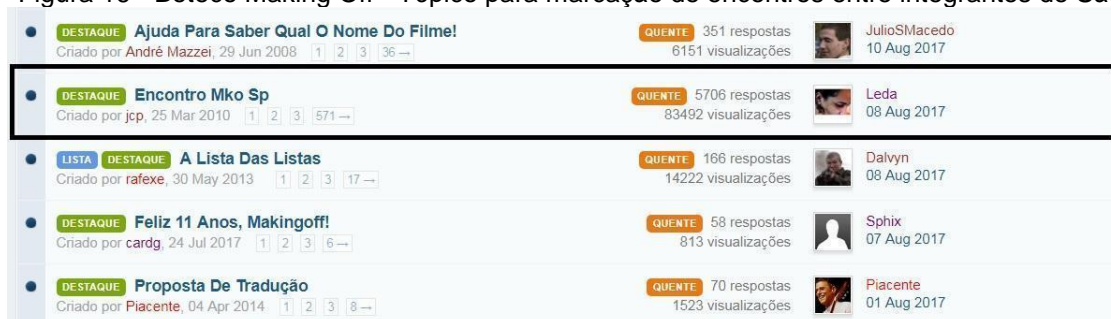 Making Off - Tópico para marcação de encontros entre integrantes de
DESTAQUE Ajuda Para Saber Qual O Nome Do Filme! QUENTE 351 respostas JulioSMacedo
Criado por André Mazzei, 29 Jun 2008 1 2 3 36 → 6151 visualizações 10 Aug 2017
DESTAQUE Encontro Mko Sp QUENTE 5706 respostas Leda
Criado por jcp, 25 Mar 2010 1 2 3 571 → 83492 visualizações 08 Aug 2017
LISTA DESTAQUE A Lista Das Listas QUENTE 166 respostas Dalvyn
Criado por rafexe, 30 May 2013 1 2 3 17 → 14222 visualizações 08 Aug 2017
DESTAQUE Feliz 11 Anos, Makingoff! QUENTE 58 respostas Sphix
Criado por cardg, 24 Jul 2017 1 2 3 6 → 813 visualizações 07 Aug 2017
DESTAQUE Proposta De Tradução QUENTE 70 respostas Piacente
Criado por Piacente, 04 Apr 2014 1 2 3 8 → 1523 visualizações 01 Aug 2017